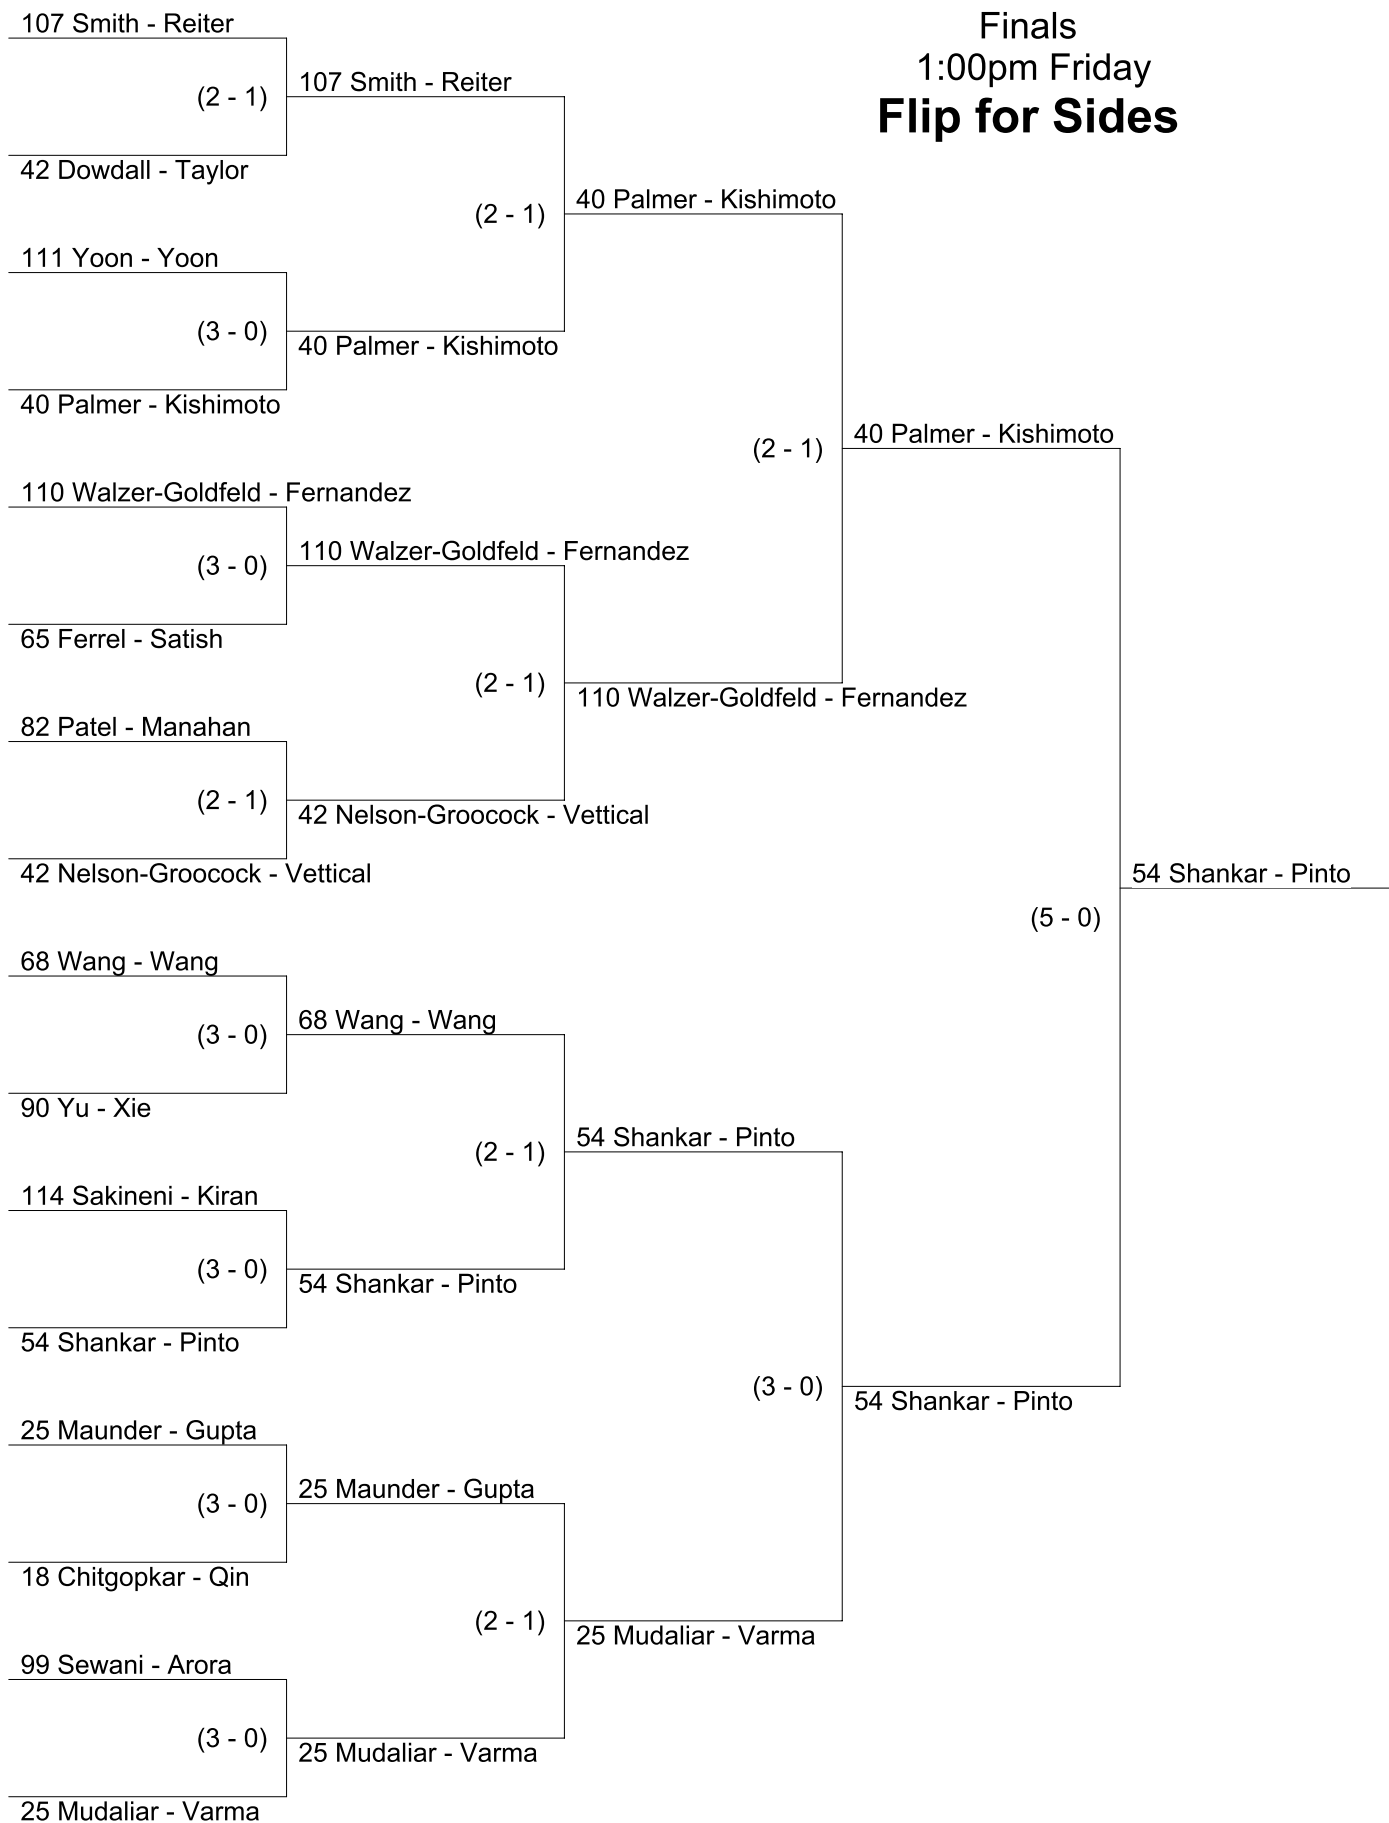 107 Smith - Reiter
(2 - 1)
42 Dowdall - Taylor
111 Yoon - Yoon
(3 - 0)
40 Palmer - Kishimoto
110 Walzer-Goldfeld - Fernandez
(3 - 0)
65 Ferrel - Satish
82 Patel - Manahan
(2 - 1)
42 Nelson-Groocock - Vettical
68 Wang - Wang
(3 - 0)
90 Yu - Xie
114 Sakineni - Kiran
(3 - 0)
54 Shankar - Pinto
25 Maunder - Gupta
(3 - 0)
18 Chitgopkar - Qin
99 Sewani - Arora
(3 - 0)
25 Mudaliar - Varma
107 Smith - Reiter
(2 - 1)
40 Palmer - Kishimoto
110 Walzer-Goldfeld - Fernandez
(2 - 1)
42 Nelson-Groocock - Vettical
68 Wang - Wang
(2 - 1)
54 Shankar - Pinto
25 Maunder - Gupta
(2 - 1)
25 Mudaliar - Varma
40 Palmer - Kishimoto
(2 - 1)
110 Walzer-Goldfeld - Fernandez
54 Shankar - Pinto
(3 - 0)
25 Mudaliar - Varma
Finals
1:00pm Friday
Flip for Sides
40 Palmer - Kishimoto
(5 - 0)
54 Shankar - Pinto
54 Shankar - Pinto